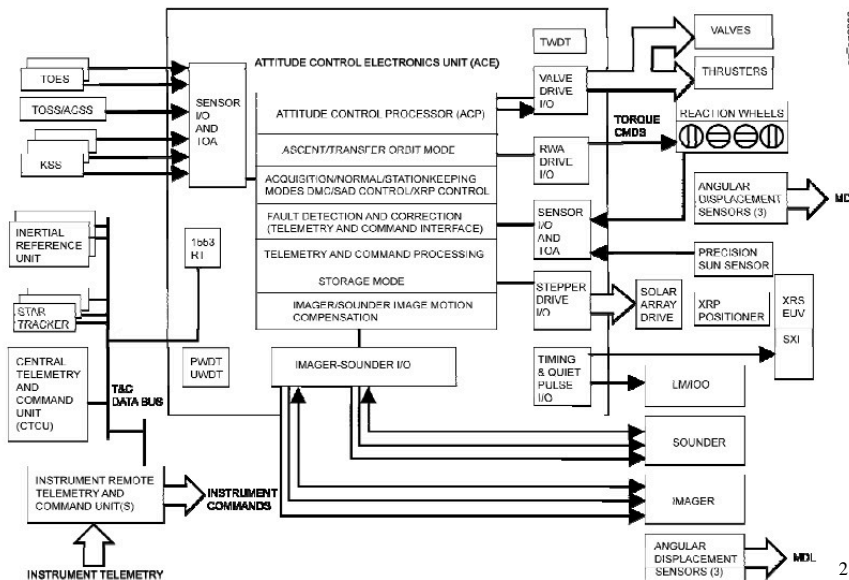 TWDT
VALVES
ATTITUDE CONTROL ELECTRONICS UNIT (ACE)
TOES
VALVE
DRIVE
I/O
THRUSTERS
TOSS/ACSS
SENSOR
I/O
AND
TOA
ATTITUDE CONTROL PROCESSOR (ACP)
TORQUE
CMDS
REACTION WHEELS
KSS
ASCENT/TRANSFER ORBIT MODE
RWA
DRIVE
I/O
ACQUISITION/NORMAL/STATIONKEEPING
MODES DMC/SAD CONTROL/XRP CONTROL
ANGULAR
DISPLACEMENT
SENSORS (3)
FAULT DETECTION AND CORRECTION
(TELEMETRY AND COMMAND INTERFACE)
SENSOR
I/O
AND
TOA
INERTIAL
REFERENCE
UNIT
1553
RT
TELEMETRY AND COMMAND PROCESSING
PRECISION
SUN SENSOR
STORAGE MODE
STEPPER
DRIVE
I/O
SOLAR
ARRAY
DRIVE
XRP
POSITIONER
XRS
EUV
SXI
STAR
TRACKER
IMAGER/SOUNDER IMAGE MOTION
COMPENSATION
CENTRAL
TELEMETRY
AND
COMMAND
UNIT
(CTCU)
T&C
DATA BUS
PWDT
UWDT
IMAGER-SOUNDER I/O
TIMING
& QUIET
PULSE
I/O
LM/IOO
SOUNDER
INSTRUMENT REMOTE
TELEMETRY AND
COMMAND UNIT(S)
INSTRUMENT
COMMANDS
IMAGER
INSTRUMENT TELEMETRY
ANGULAR
DISPLACEMENT
SENSORS (3)
MDL
2